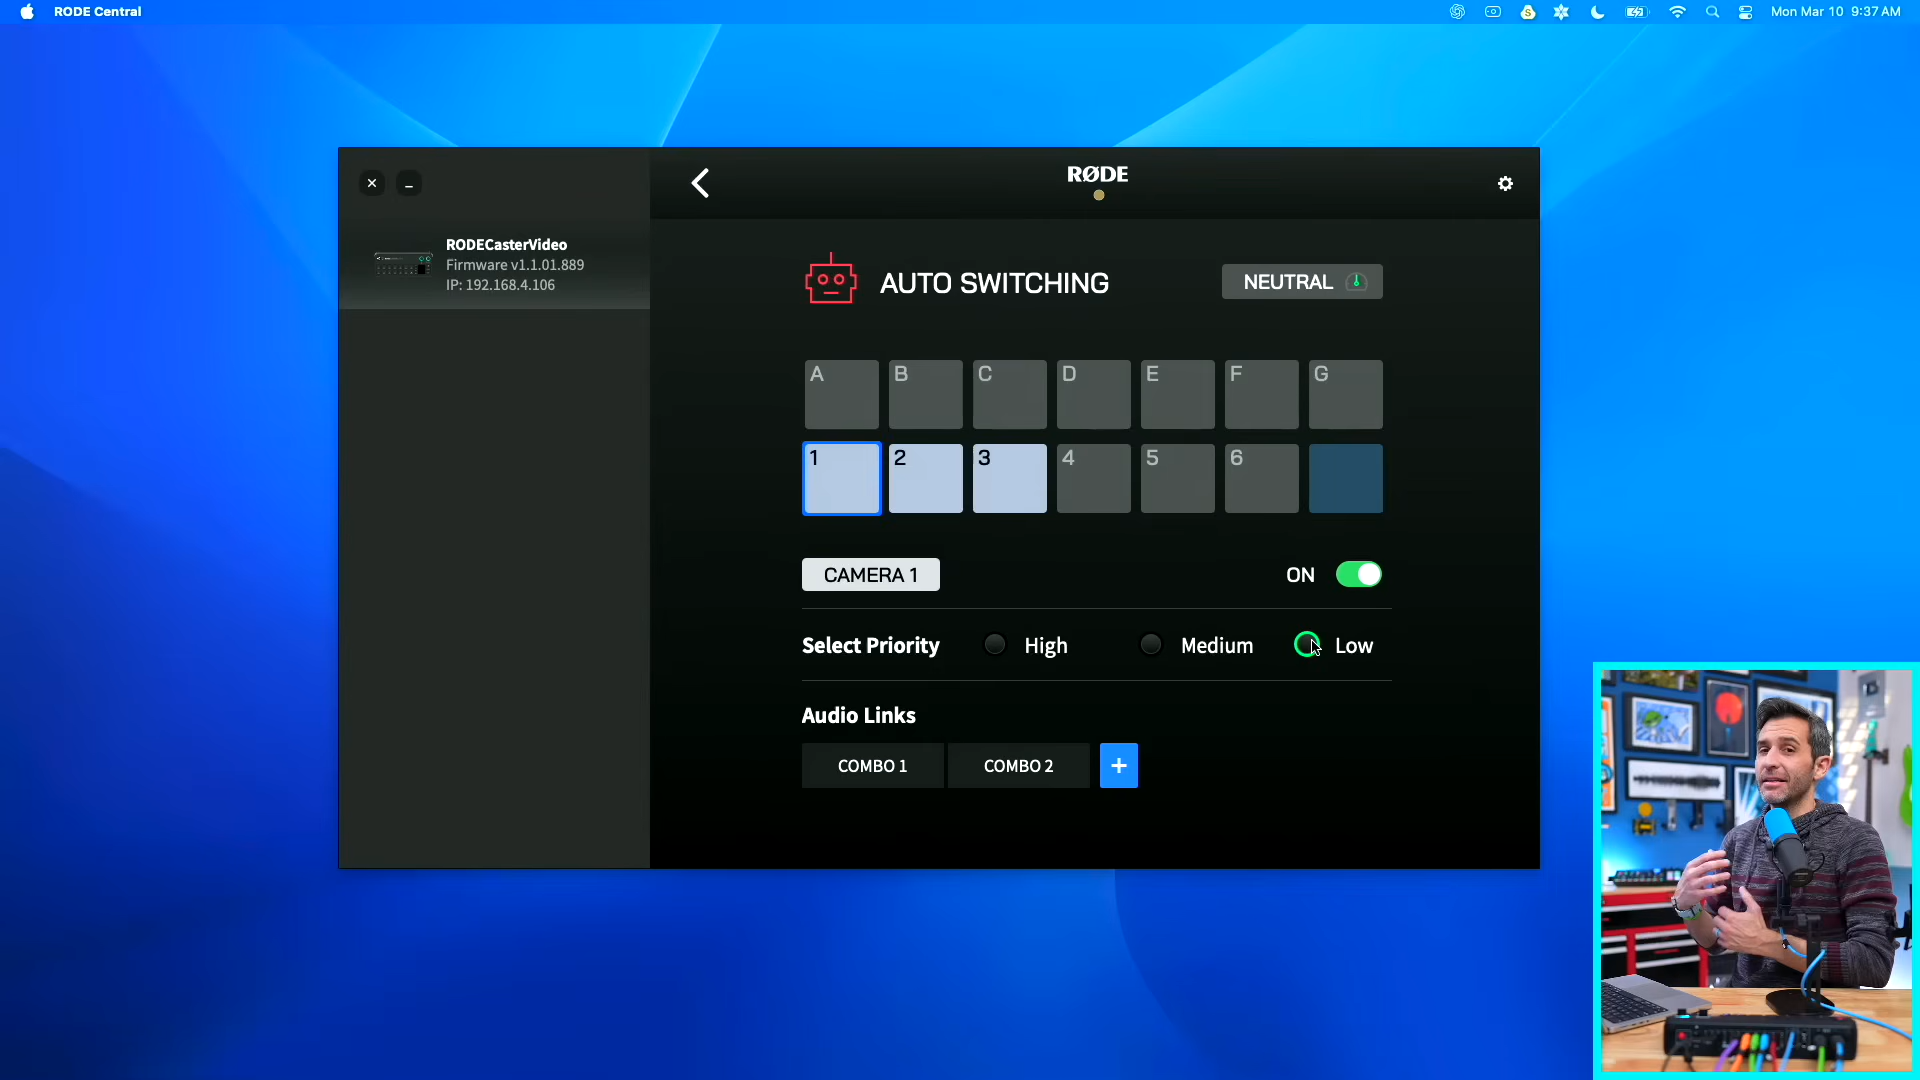 RODE Central
Mon Mar 10 9:37 AM
RØDE
RODECasterVideo
Firmware v1.1.01.889
IP: 192.168.4.106
AUTO SWITCHING
NEUTRAL
A B C D E F G
1 2 3 4 5 6
CAMERA 1
ON
Select Priority
High
Medium
Low
Audio Links
COMBO 1
COMBO 2
+